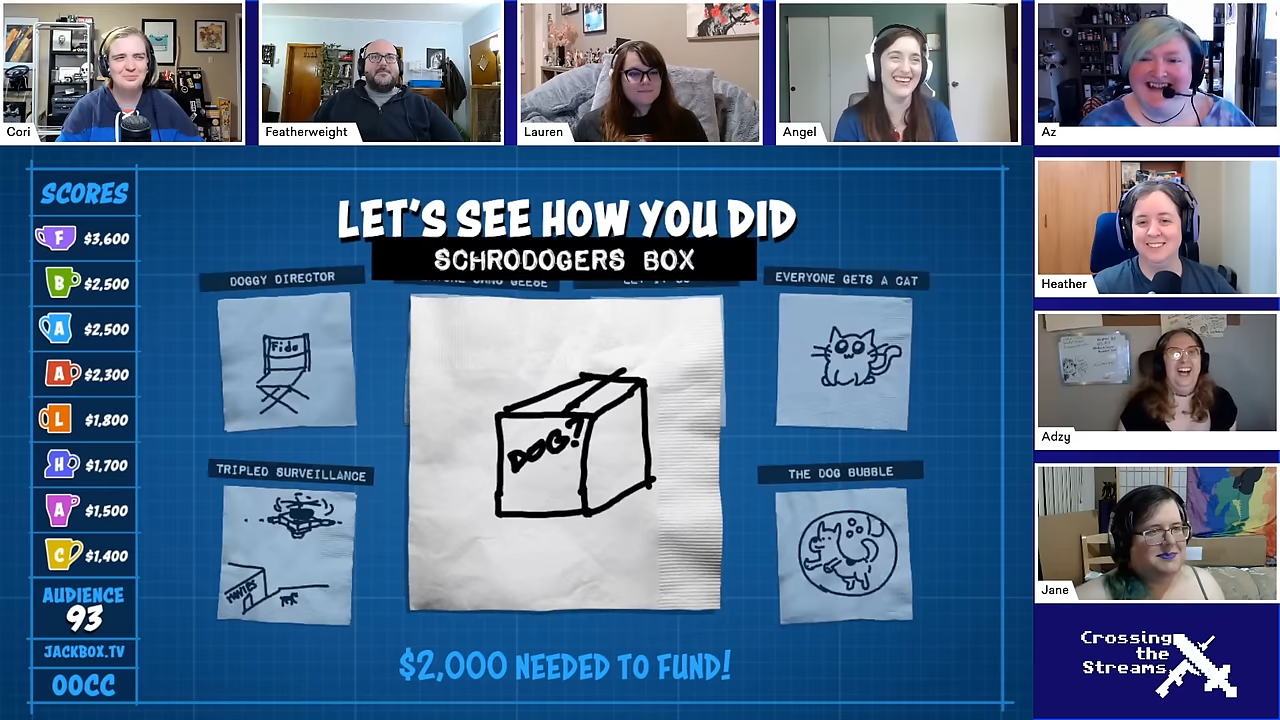 Cori
Featherweight
Lauren
Angel
Az
Heather
Adzy
Jane
Crossing
the
Streams
SCORES
F $3,600
B $2,500
A $2,500
A $2,300
L $1,800
H $1,700
A $1,500
C $1,400
AUDIENCE
93
JACKBOX.TV
OOCC
LET'S SEE HOW YOU DID
SCHRODOGERS BOX
DOGGY DIRECTOR
GEESE
EVERYONE GETS A CAT
Fido
DOG?
TRIPLED SURVEILLANCE
THE DOG BUBBLE
$2,000 NEEDED TO FUND!